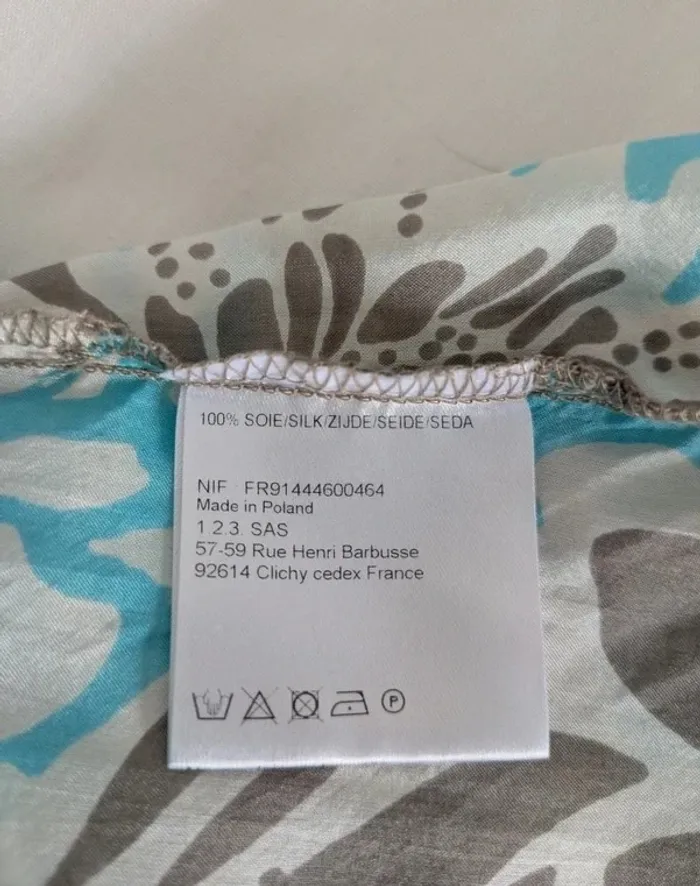 100% SOIE/SILK/ZIJDE/SEIDE/SEDA
NIF FR91444600464
Made in Poland
1.2.3. SAS
57-59 Rue Henri Barbusse
92614 Clichy cedex France
P